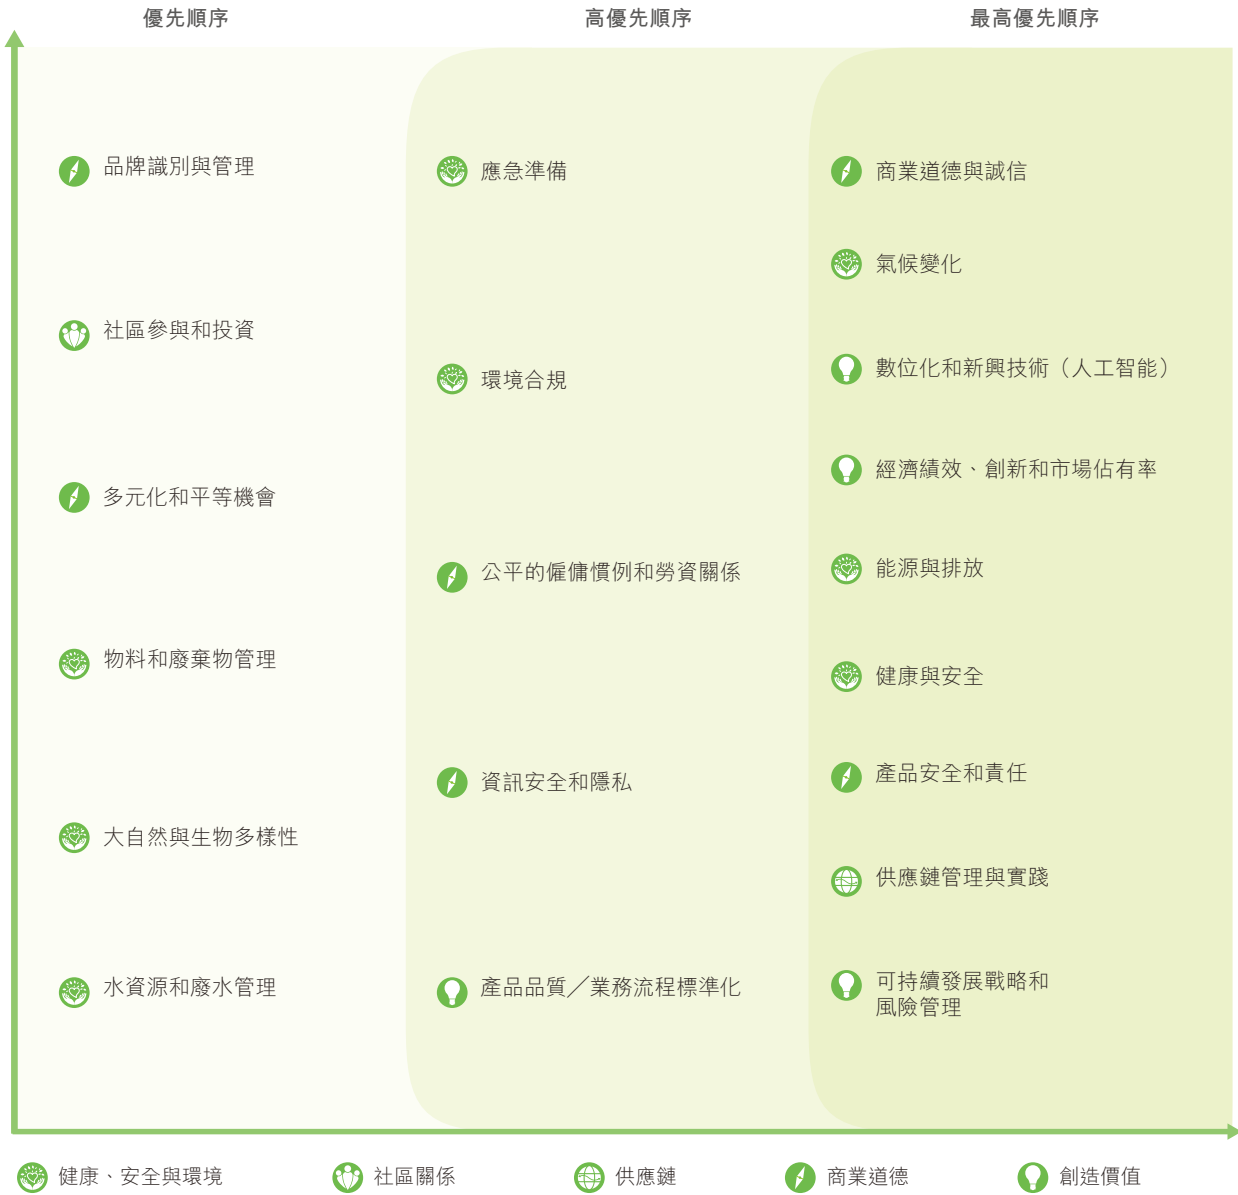 優先順序
高優先順序
最高優先順序
品牌識別與管理
社區參與和投資
多元化和平等機會
物料和廢棄物管理
大自然與生物多樣性
水資源和廢水管理
應急準備
環境合規
公平的僱傭慣例和勞資關係
資訊安全和隱私
產品品質／業務流程標準化
商業道德與誠信
氣候變化
數位化和新興技術（人工智能）
經濟績效、創新和市場佔有率
能源與排放
健康與安全
產品安全和責任
供應鏈管理與實踐
可持續發展戰略和
風險管理
健康、安全與環境
社區關係
供應鏈
商業道德
創造價值